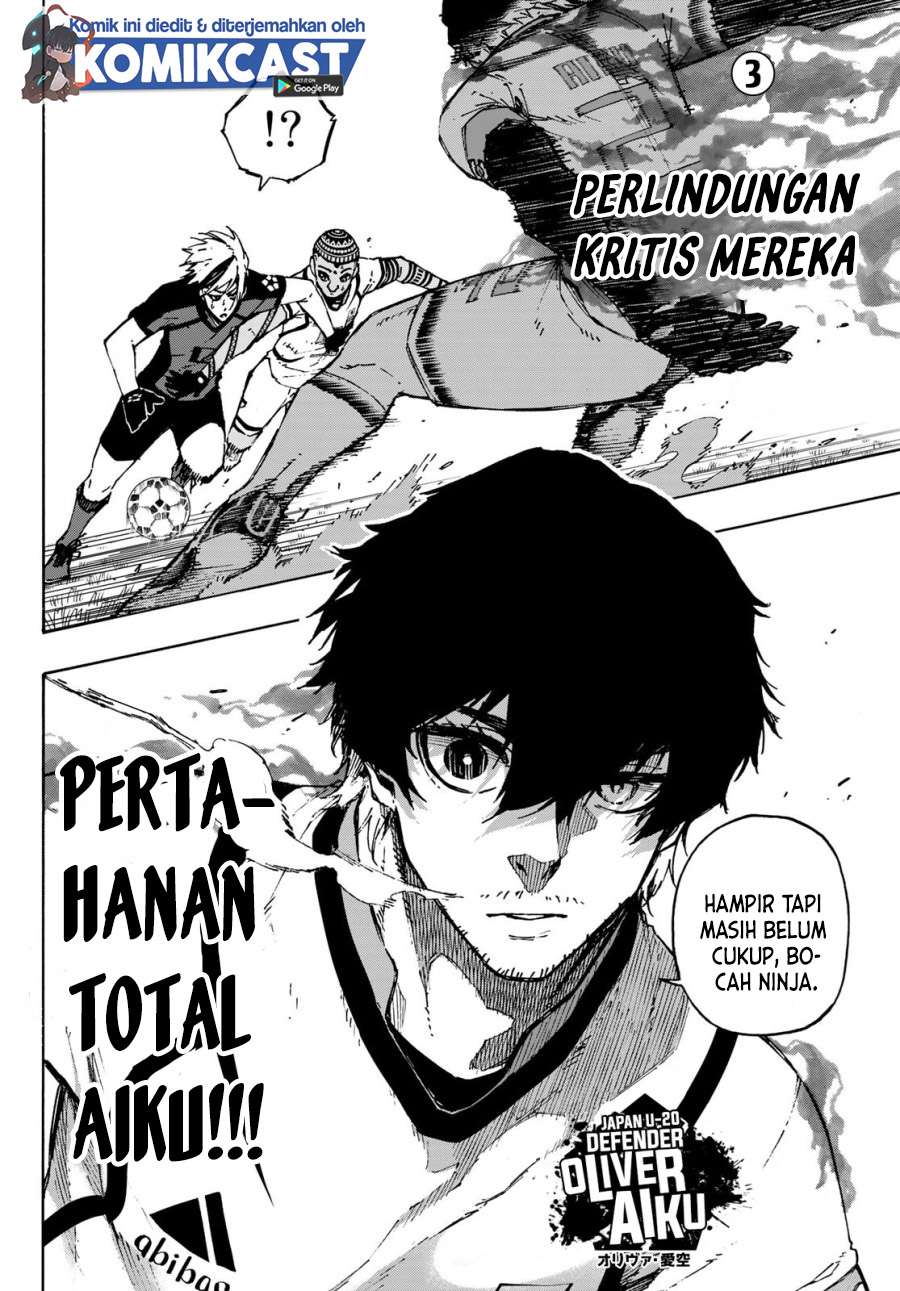 Komik ini diedit & diterjemahkan oleh
KOMIKCAST
GET IT ON
Google Play
3
!?
PERLINDUNGAN
KRITIS MEREKA
PERTA-
HANAN
TOTAL
AIKU!!!
HAMPIR TAPI
MASIH BELUM
CUKUP, BO-
CAH NINJA.
JAPAN U-20
DEFENDER
OLIVER
AIKU
オリヴァ・愛空
abibas